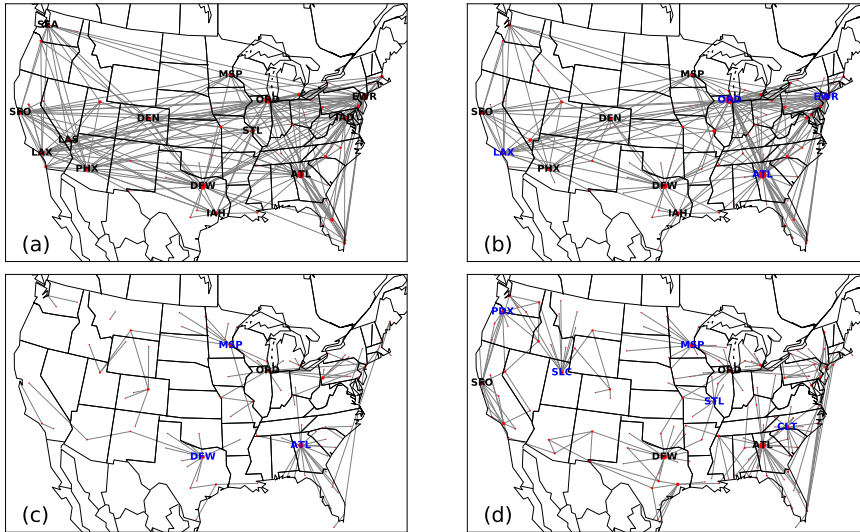 SEA
MSP
ORD
EWR
SFO
DEN
IAD
STL
LAS
LAX
PHX
DFW
ATL
IAH
(a)
MSP
ORD
EWR
SFO
DEN
LAX
PHX
DFW
ATL
IAH
(b)
MSP
ORD
DFW
ATL
(c)
PDX
MSP
SLC
ORD
SFO
STL
CLT
DFW
ATL
(d)